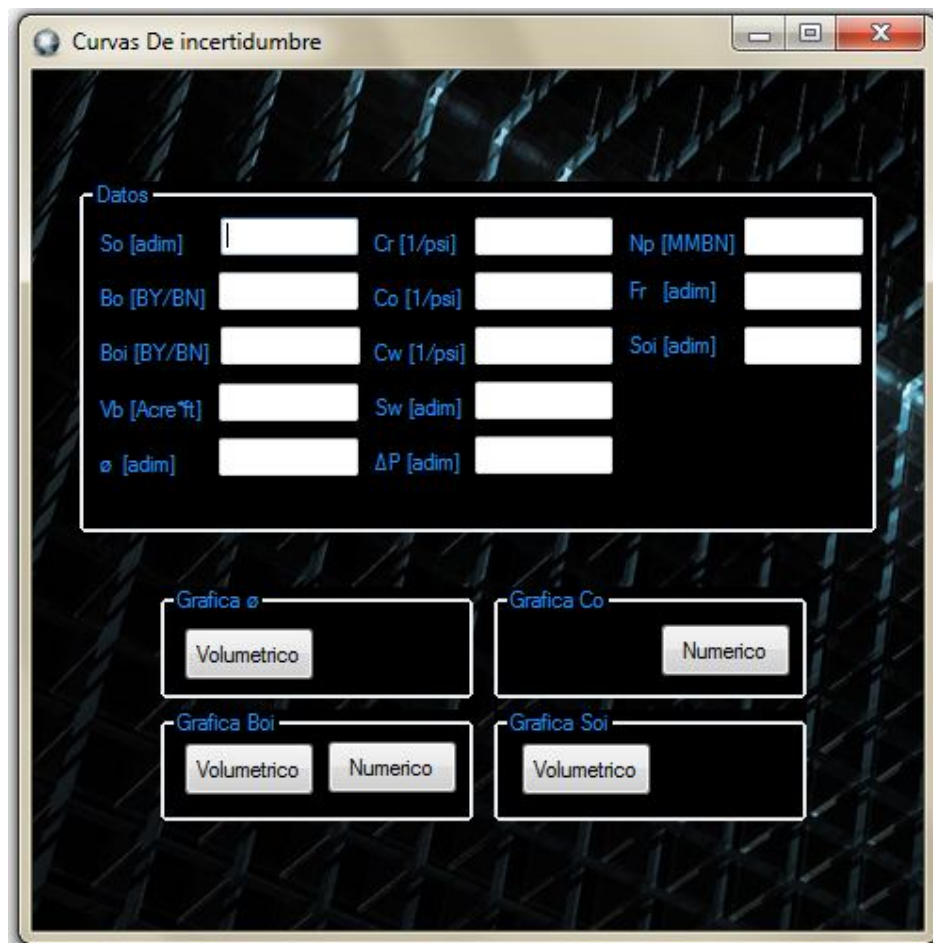 Curvas De incertidumbre
Datos
So [adim]
Cr [1/psi]
Np [MMBN]
Bo [BY/BN]
Co [1/psi]
Fr [adim]
Boi [BY/BN]
Cw [1/psi]
Soi [adim]
Vb [Acre*ft]
Sw [adim]
ø [adim]
ΔP [adim]
Grafica ø
Grafica Co
Volumetrico
Numerico
Grafica Boi
Grafica Soi
Volumetrico
Numerico
Volumetrico